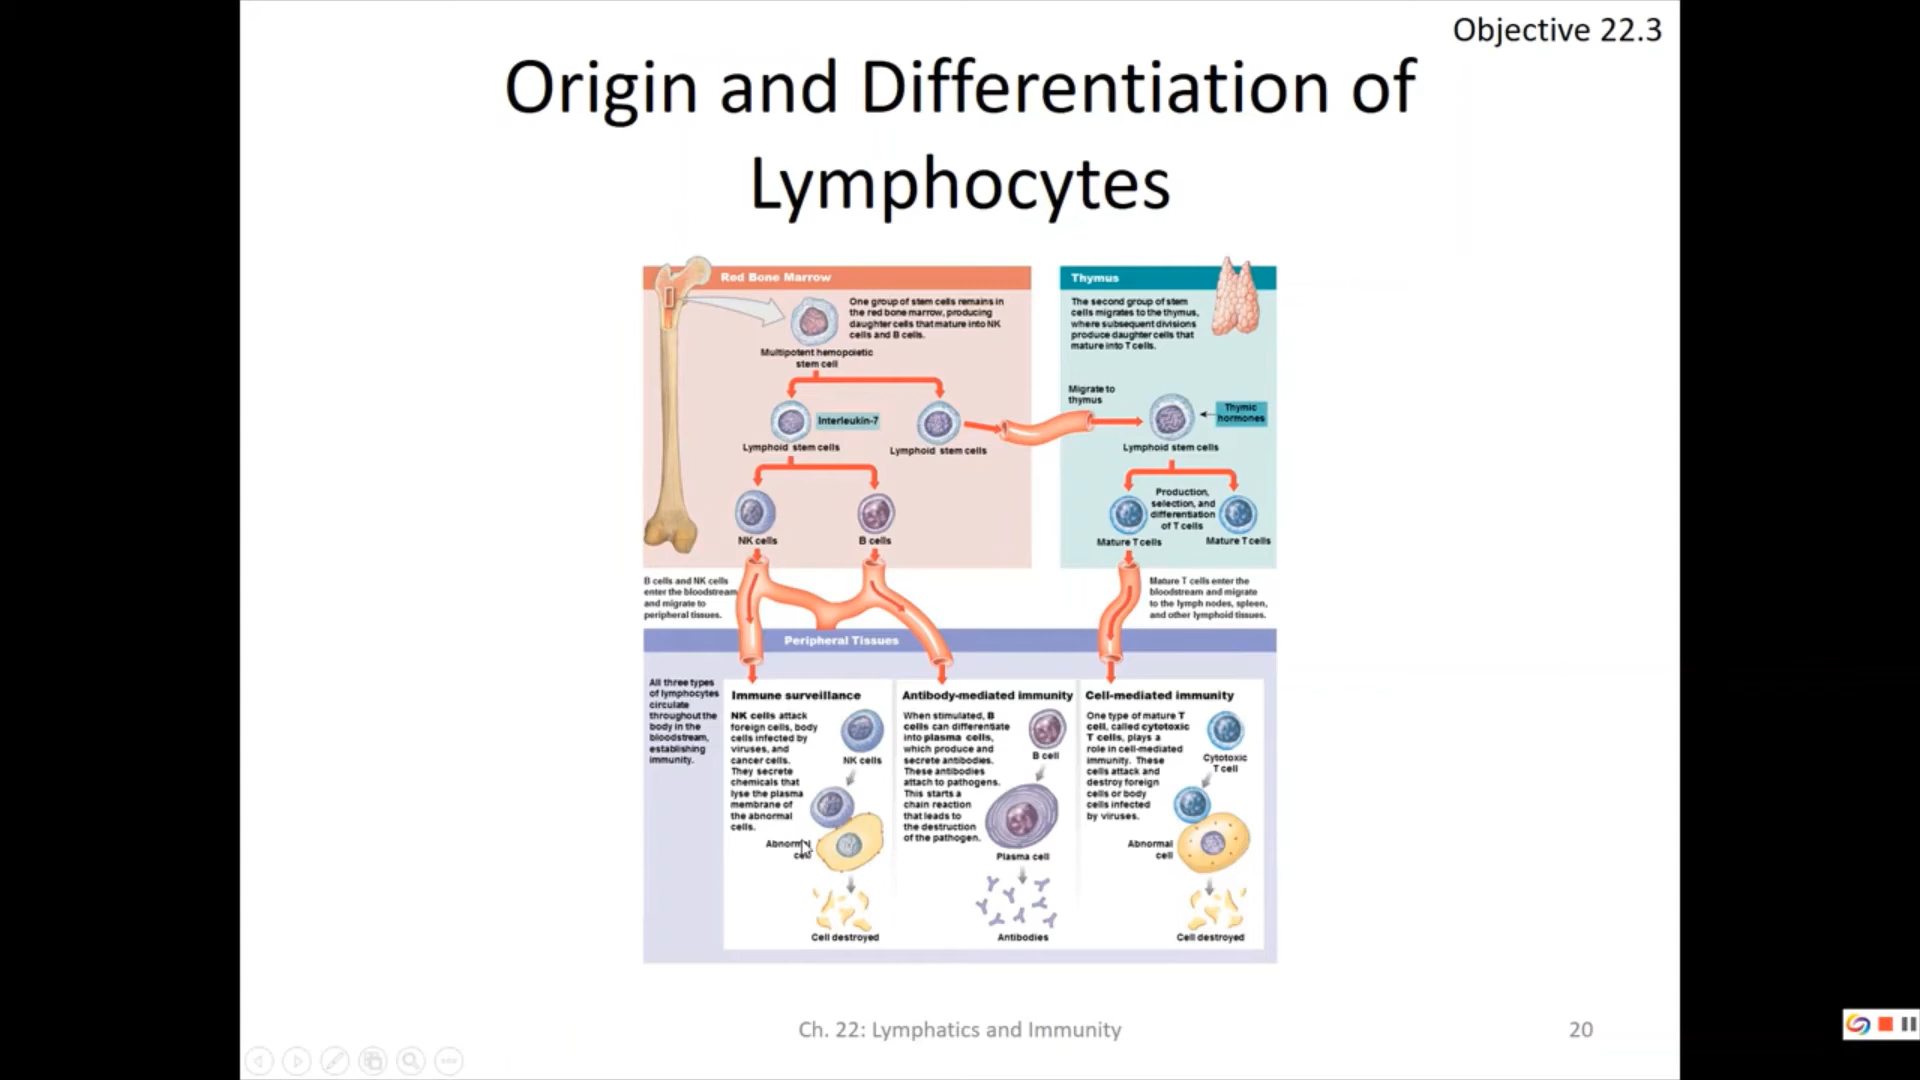 Objective 22.3
Origin and Differentiation of
Lymphocytes
Red Bone Marrow
One group of stem cells remains in
the red bone marrow, producing
daughter cells that mature into NK
cells and B cells.
Multipotent hemopoietic
stem cell
Interleukin-7
Lymphoid stem cells
Lymphoid stem cells
NK cells
B cells
Thymus
The second group of stem
cells migrates to the thymus,
where subsequent divisions
produce daughter cells that
mature into T cells.
Migrate to
thymus
Thymic
hormones
Lymphoid stem cells
Production,
selection, and
differentiation
of T cells
Mature T cells
Mature T cells
B cells and NK cells
enter the bloodstream
and migrate to
peripheral tissues.
Mature T cells enter the
bloodstream and migrate
to the lymph nodes, spleen,
and other lymphoid tissues.
Peripheral Tissues
All three types
of lymphocytes
circulate
throughout the
body in the
bloodstream,
establishing
immunity.
Immune surveillance
NK cells attack
foreign cells, body
cells infected by
viruses, and
cancer cells.
They secrete
chemicals that
lyse the plasma
membrane of
the abnormal
cells.
NK cells
Abnormal
cell
Cell destroyed
Antibody-mediated immunity
When stimulated, B
cells can differentiate
into plasma cells,
which produce and
secrete antibodies.
These antibodies
attach to pathogens.
This starts a
chain reaction
that leads to
the destruction
of the pathogen.
B cell
Plasma cell
Antibodies
Cell-mediated immunity
One type of mature T
cell, called cytotoxic
T cells, plays a
role in cell-mediated
immunity. These
cells attack and
destroy foreign
cells or body
cells infected
by viruses.
Cytotoxic
T cell
Abnormal
cell
Cell destroyed
Ch. 22: Lymphatics and Immunity
20